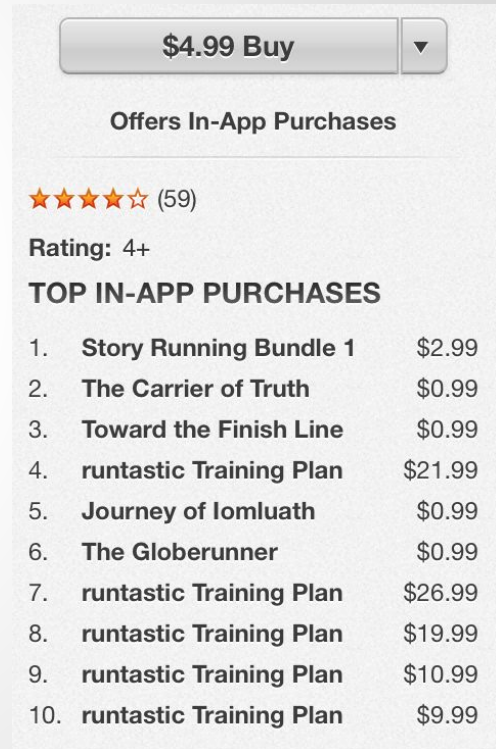 $4.99 Buy
Offers In-App Purchases
(59)
Rating: 4+
TOP IN-APP PURCHASES
1. Story Running Bundle 1 $2.99
2. The Carrier of Truth $0.99
3. Toward the Finish Line $0.99
4. runtastic Training Plan $21.99
5. Journey of Iomluath $0.99
6. The Globerunner $0.99
7. runtastic Training Plan $26.99
8. runtastic Training Plan $19.99
9. runtastic Training Plan $10.99
10. runtastic Training Plan $9.99